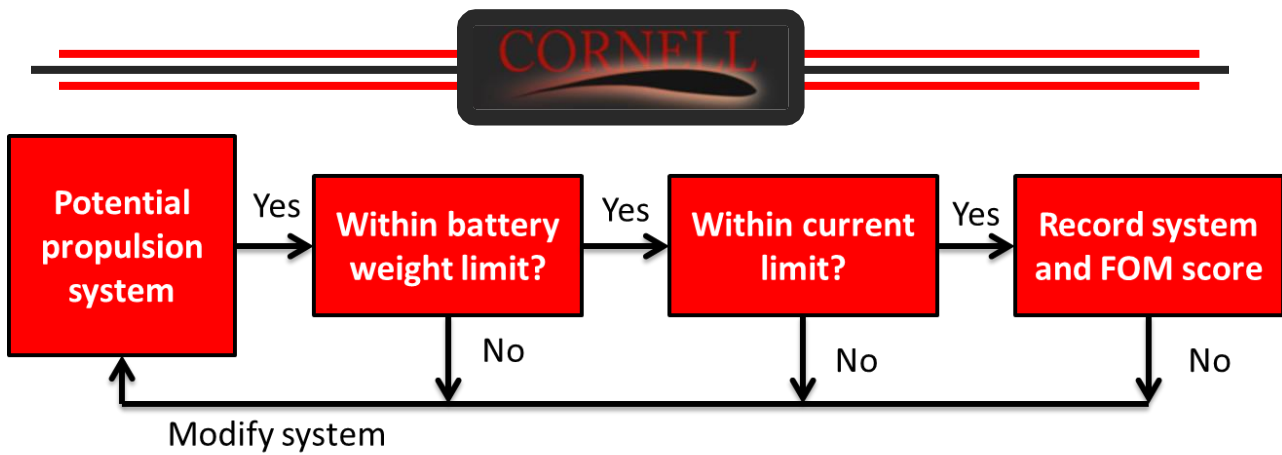 CORNELL
Potential
propulsion
system
Yes
Within battery
weight limit?
Yes
Within current
limit?
Yes
Record system
and FOM score
No
No
No
Modify system